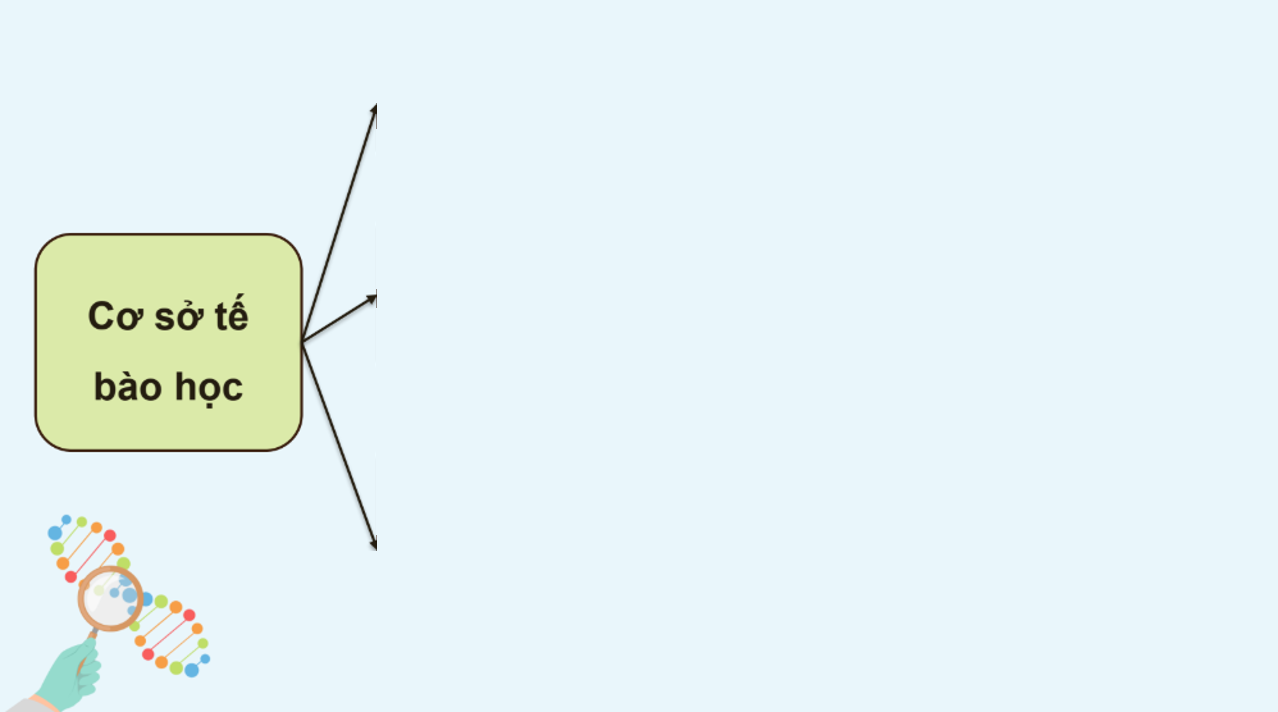 Cơ sở tế
bào học